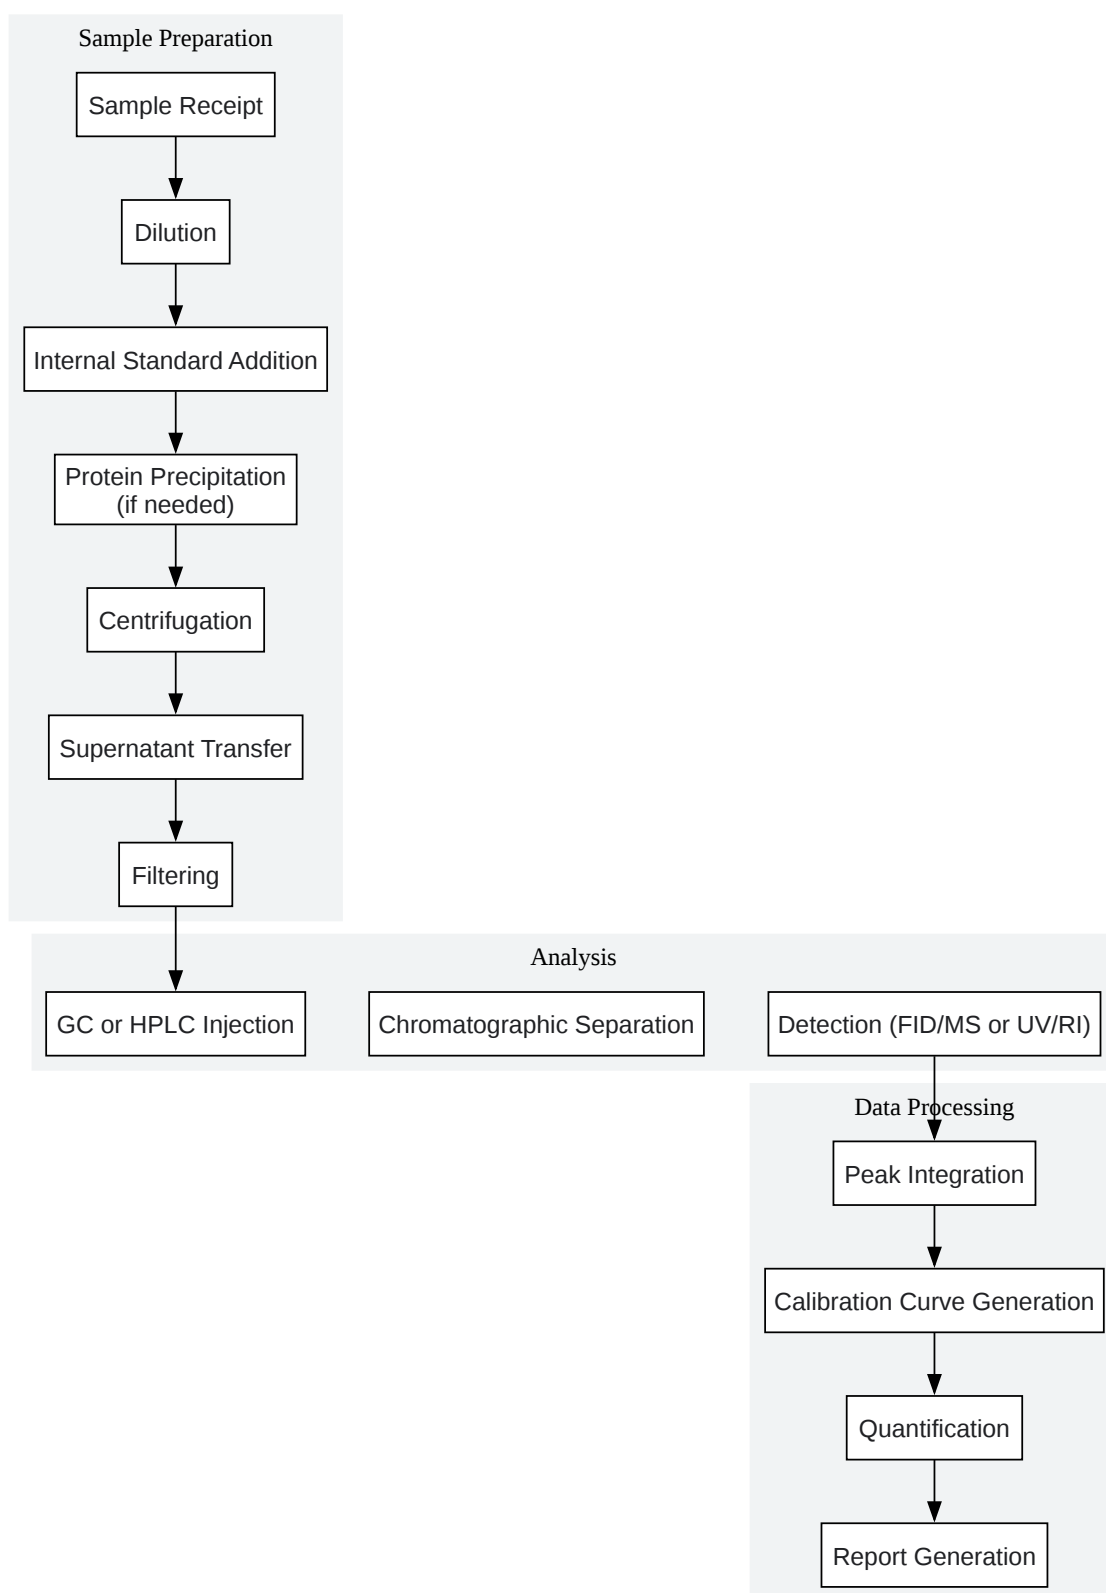 Sample Preparation
Sample Receipt
Dilution
Internal Standard Addition
Protein Precipitation
(if needed)
Centrifugation
Supernatant Transfer
Filtering
Analysis
GC or HPLC Injection
Chromatographic Separation
Detection (FID/MS or UV/RI)
Data Processing
Peak Integration
Calibration Curve Generation
Quantification
Report Generation